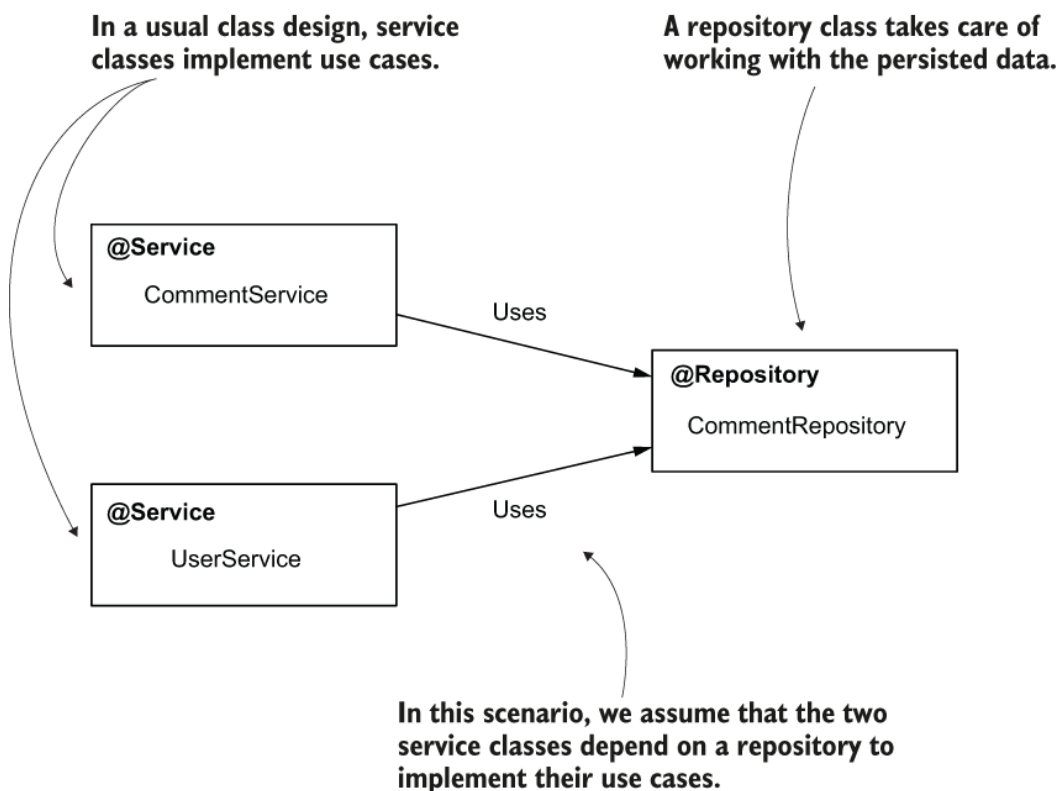 In a usual class design, service
classes implement use cases.
A repository class takes care of
working with the persisted data.
@Service
CommentService
Uses
@Repository
CommentRepository
@Service
UserService
Uses
In this scenario, we assume that the two
service classes depend on a repository to
implement their use cases.